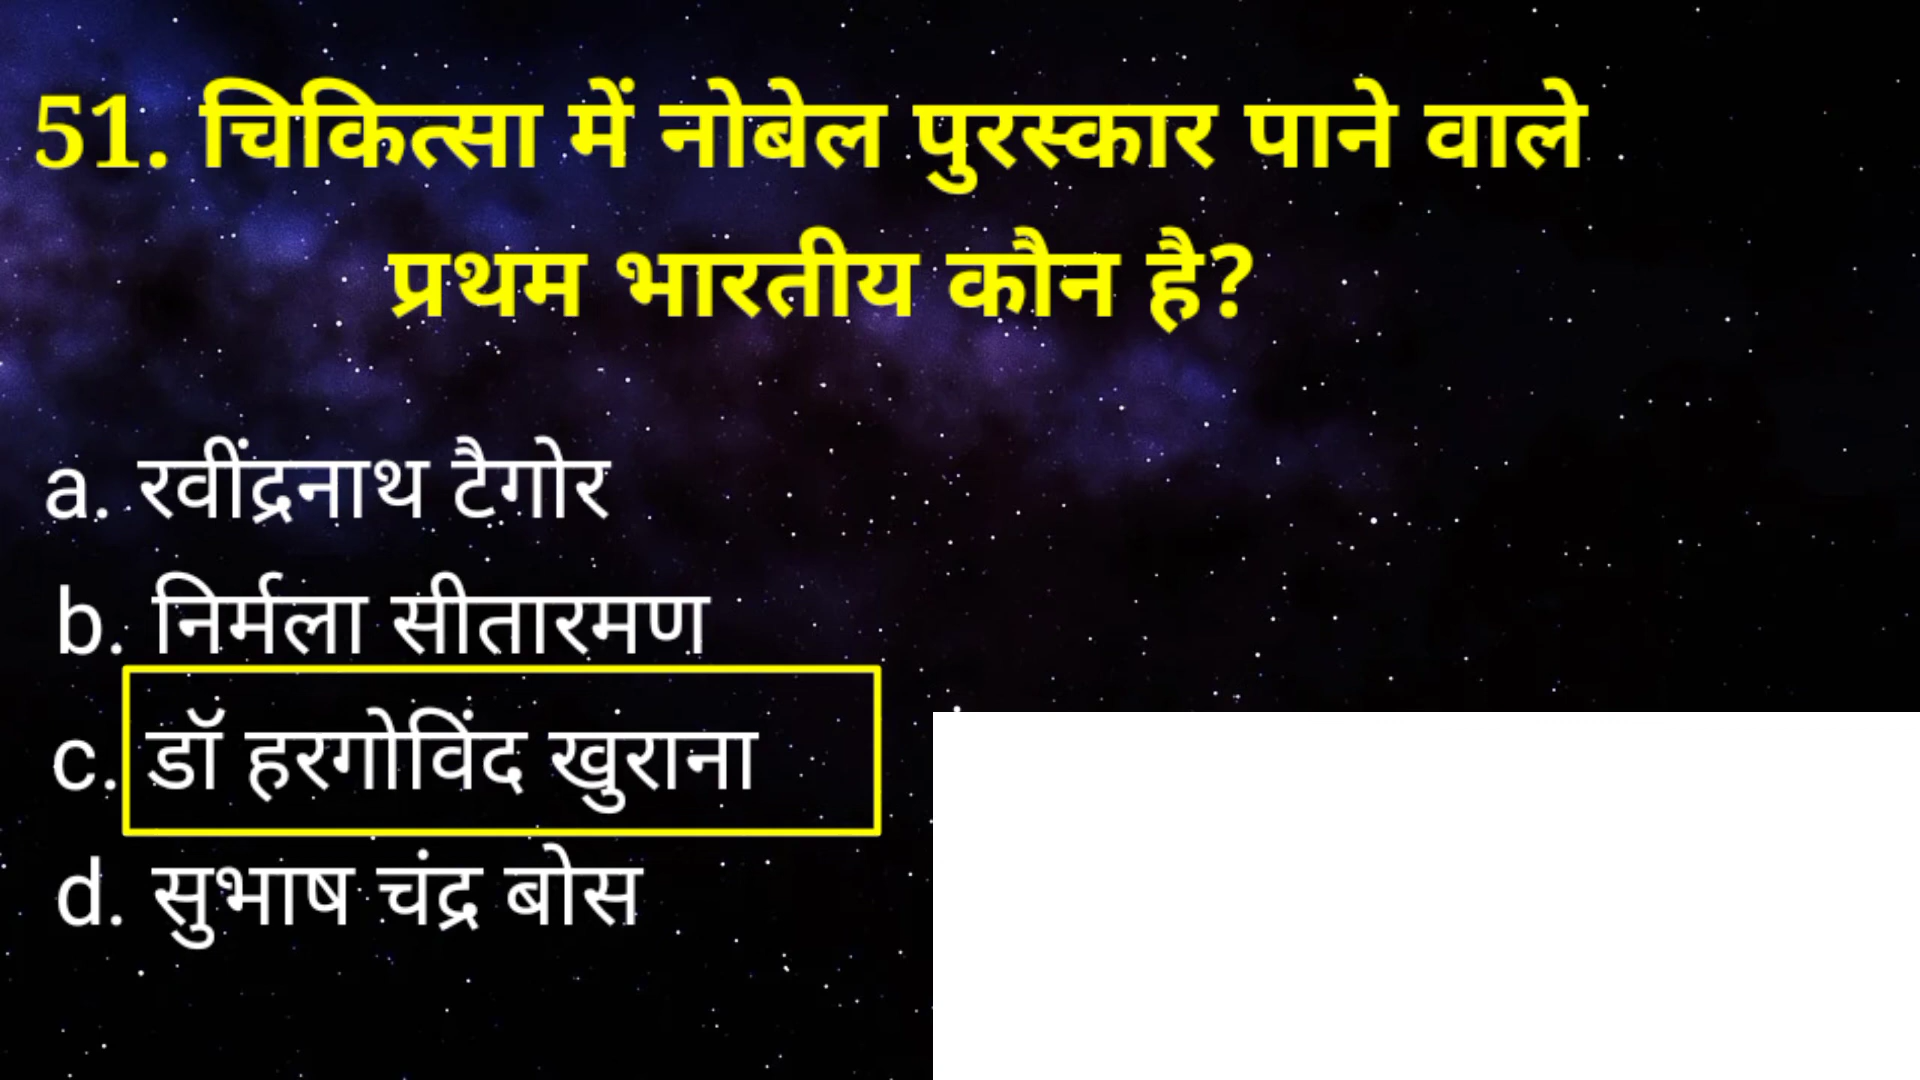 51. चिकित्सा में नोबेल पुरस्कार पाने वाले
प्रथम भारतीय कौन है?
a. रवींद्रनाथ टैगोर
b. निर्मला सीतारमण
c. डॉ हरगोविंद खुराना
d. सुभाष चंद्र बोस